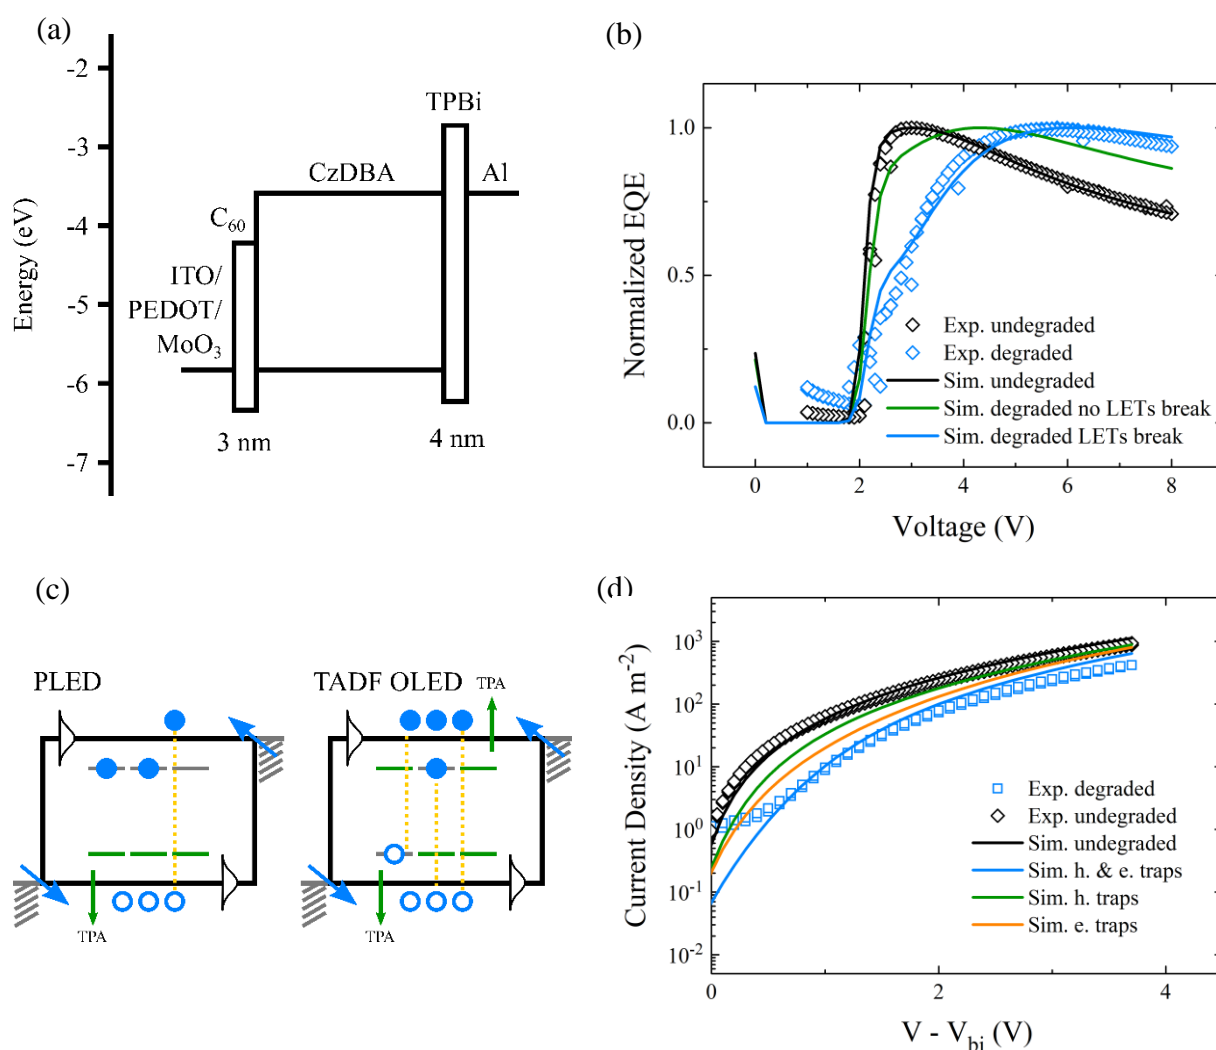 (a)
-2
-3
-4
-5
-6
-7
Energy (eV)
TPBi
CzDBA
Al
C60
ITO/
PEDOT/
MoO3
3 nm
4 nm
(b)
1.0
0.5
0.0
Normalized EQE
Exp. undegraded
Exp. degraded
Sim. undegraded
Sim. degraded no LETs break
Sim. degraded LETs break
0
2
4
6
8
Voltage (V)
(c)
PLED
TPA
TADF OLED
TPA
TPA
(d)
10^3
10^2
10^1
10^0
10^-1
10^-2
Current Density (A m^-2)
Exp. degraded
Exp. undegraded
Sim. undegraded
Sim. h. & e. traps
Sim. h. traps
Sim. e. traps
0
2
4
V - Vbi (V)